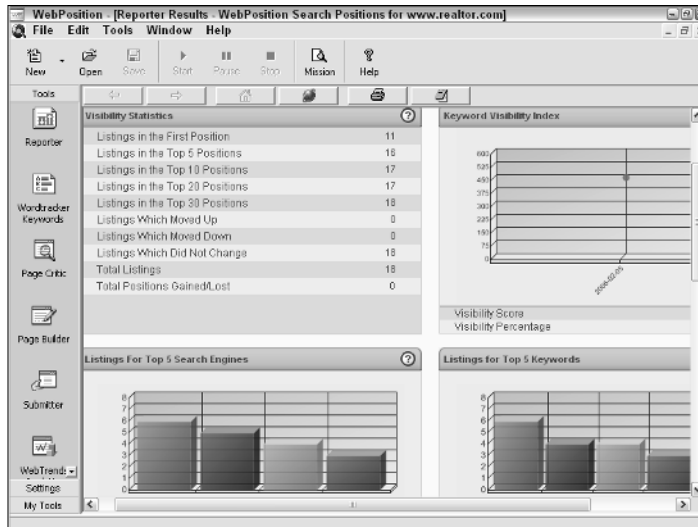 WebPosition - [Reporter Results - WebPosition Search Positions for www.realtor.com]
File Edit Tools Window Help
New Open Save Start Pause Stop Mission Help
Tools
Reporter
Wordtracker
Keywords
Page Critic
Page Builder
Submitter
WebTrends
Settings
My Tools
Visibility Statistics
Listings in the First Position 11
Listings in the Top 5 Positions 16
Listings in the Top 10 Positions 17
Listings in the Top 20 Positions 17
Listings in the Top 30 Positions 18
Listings Which Moved Up 0
Listings Which Moved Down 0
Listings Which Did Not Change 18
Total Listings 18
Total Positions Gained/Lost 0
Keyword Visibility Index
600
525
450
375
300
225
150
75
0
Visibility Score
Visibility Percentage
Listings For Top 5 Search Engines
8
7
6
5
4
3
2
1
0
Listings for Top 5 Keywords
8
7
6
5
4
3
2
1
0